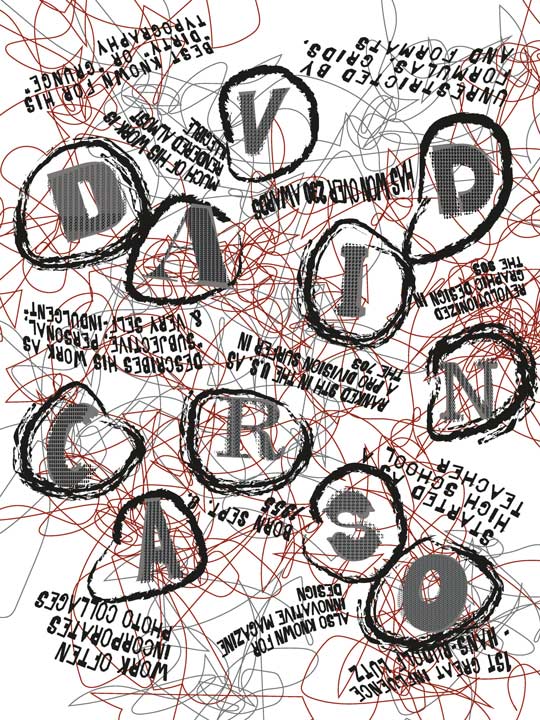 BEST KNOWN FOR HIS
"DIRTY" OR "GRUNGE"
TYPOGRAPHY
UNRESTRICTED BY GRIDS,
FORMULAS
AND FORMATS
MUCH OF HIS WORK IS
RENDERED ALMOST
ILLEGIBLE
HAS WON OVER 230 AWARDS
D
A
V
I
D
REVOLUTIONIZED
GRAPHIC DESIGN IN
THE 90S
DESCRIBES HIS WORK AS
"SUBJECTIVE, PERSONAL
& VERY SELF-INDULGENT"
RANKED 9TH IN THE U.S. AS
A PRO DIVISION SURFER IN
THE 70S
C
A
R
S
O
N
BORN SEPT. 8,
1955
STARTED AS A
HIGH SCHOOL
TEACHER
WORK OFTEN
INCORPORATES
PHOTO COLLAGES
ALSO KNOWN FOR
INNOVATIVE MAGAZINE
DESIGN
1ST GREAT INFLUENCE
- HANS-RUDOLF LUTZ